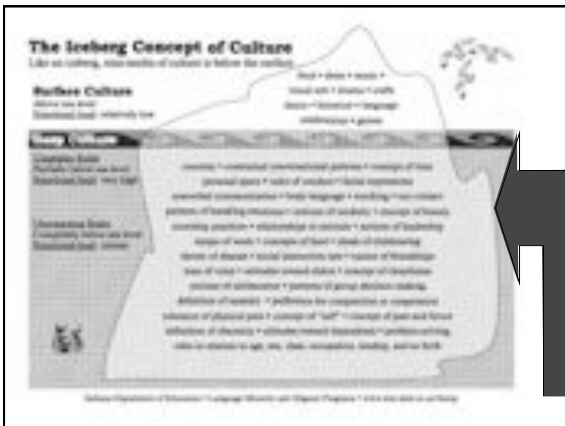 The Iceberg Concept of Culture
Like an iceberg, nine-tenths of culture is below the surface.
Surface Culture
Above sea level
Emotional load: relatively low
food • dress • music •
visual arts • drama • crafts
dance • literature • language
celebrations • games
Deep Culture
Unspoken Rules
Partially below sea level
Emotional load: very high
courtesy • contextual conversational patterns • concept of time
personal space • rules of conduct • facial expressions
nonverbal communication • body language • touching • eye contact
patterns of handling emotions • notions of modesty • concept of beauty
courtship practices • relationships to animals • notions of leadership
Unconscious Rules
Completely below sea level
Emotional load: intense
tempo of work • concepts of food • ideals of childrearing
theory of disease • social interaction rate • nature of friendships
tone of voice • attitudes toward elders • concept of cleanliness
notions of adolescence • patterns of group decision-making
definition of insanity • preference for competition or cooperation
tolerance of physical pain • concept of "self" • concept of past and future
definition of obscenity • attitudes toward dependents • problem-solving
roles in relation to age, sex, class, occupation, kinship, and so forth
Indiana Department of Education • Language Minority and Migrant Programs •